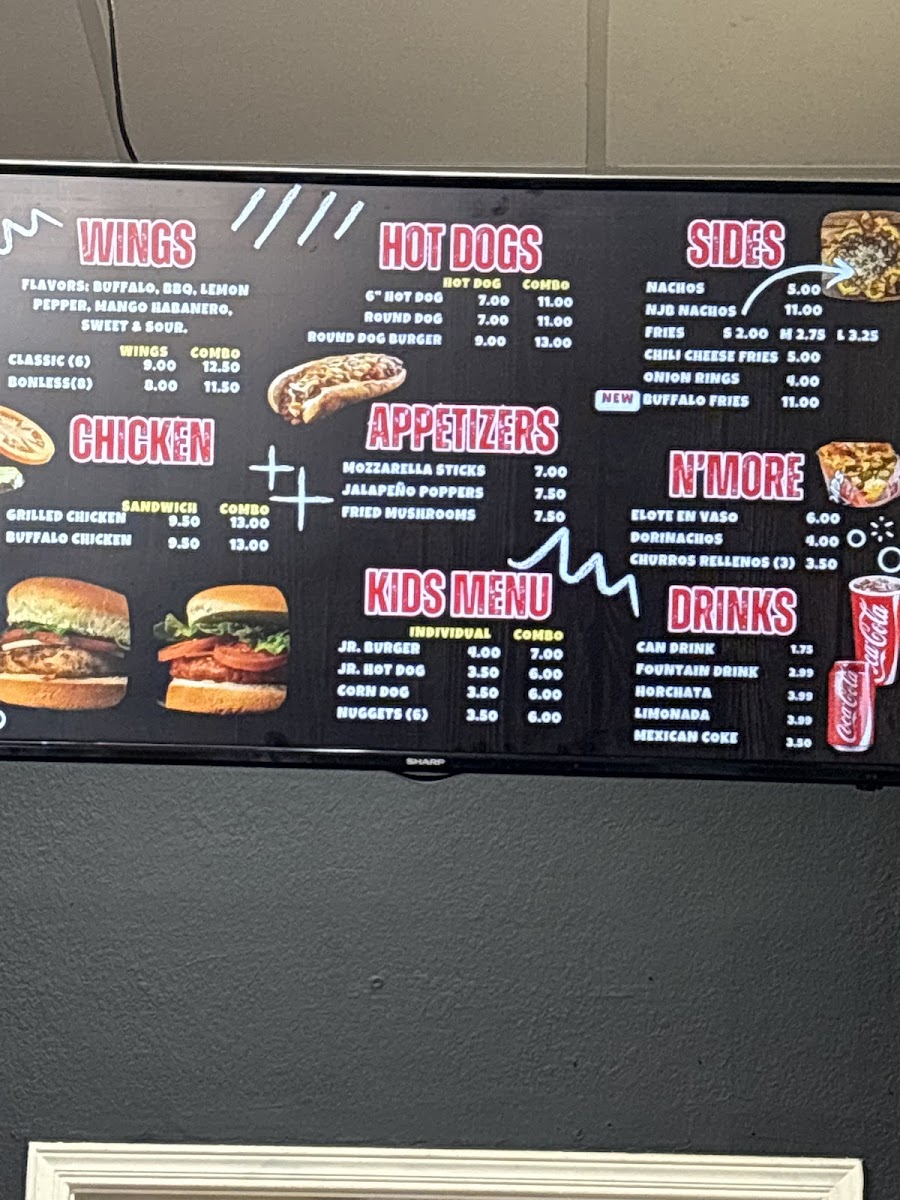 WINGS
FLAVORS: BUFFALO, BBQ, LEMON
PEPPER, MANGO HABANERO,
SWEET & SOUR.
WINGS COMBO
CLASSIC (6) 9.00 12.50
BONLESS(8) 8.00 11.50
CHICKEN
SANDWICH COMBO
GRILLED CHICKEN 9.50 13.00
BUFFALO CHICKEN 9.50 13.00
HOT DOGS
HOT DOG COMBO
6" HOT DOG 7.00 11.00
ROUND DOG 7.00 11.00
ROUND DOG BURGER 9.00 13.00
APPETIZERS
MOZZARELLA STICKS 7.00
JALAPEÑO POPPERS 7.50
FRIED MUSHROOMS 7.50
KIDS MENU
INDIVIDUAL COMBO
JR. BURGER 4.00 7.00
JR. HOT DOG 3.50 6.00
CORN DOG 3.50 6.00
NUGGETS (6) 3.50 6.00
SIDES
NACHOS 5.00
NJB NACHOS 11.00
FRIES S 2.00 M 2.75 L 3.25
CHILI CHEESE FRIES 5.00
ONION RINGS 4.00
NEW BUFFALO FRIES 11.00
N'MORE
ELOTE EN VASO 6.00
DORINACHOS 4.00
CHURROS RELLENOS (3) 3.50
DRINKS
CAN DRINK 1.75
FOUNTAIN DRINK 2.99
HORCHATA 3.99
LIMONADA 3.99
MEXICAN COKE 3.50
Coca-Cola
Coca-Cola
SHARP